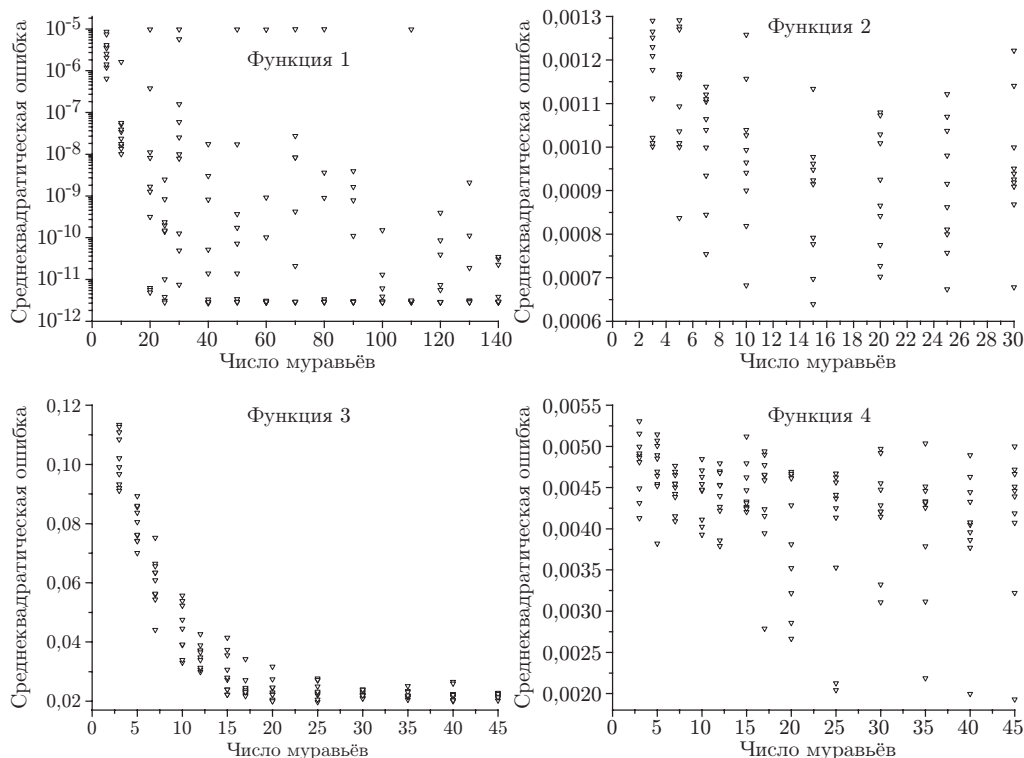 Среднеквадратическая ошибка
Функция 1
10-5
10-6
10-7
10-8
10-9
10-10
10-11
10-12
0 20 40 60 80 100 120 140
Число муравьёв
Среднеквадратическая ошибка
Функция 2
0,0013
0,0012
0,0011
0,0010
0,0009
0,0008
0,0007
0,0006
0 2 4 6 8 10 12 14 16 18 20 22 24 26 28 30
Число муравьёв
Среднеквадратическая ошибка
Функция 3
0,12
0,10
0,08
0,06
0,04
0,02
0 5 10 15 20 25 30 35 40 45
Число муравьёв
Среднеквадратическая ошибка
Функция 4
0,0055
0,0050
0,0045
0,0040
0,0035
0,0030
0,0025
0,0020
0 5 10 15 20 25 30 35 40 45
Число муравьёв